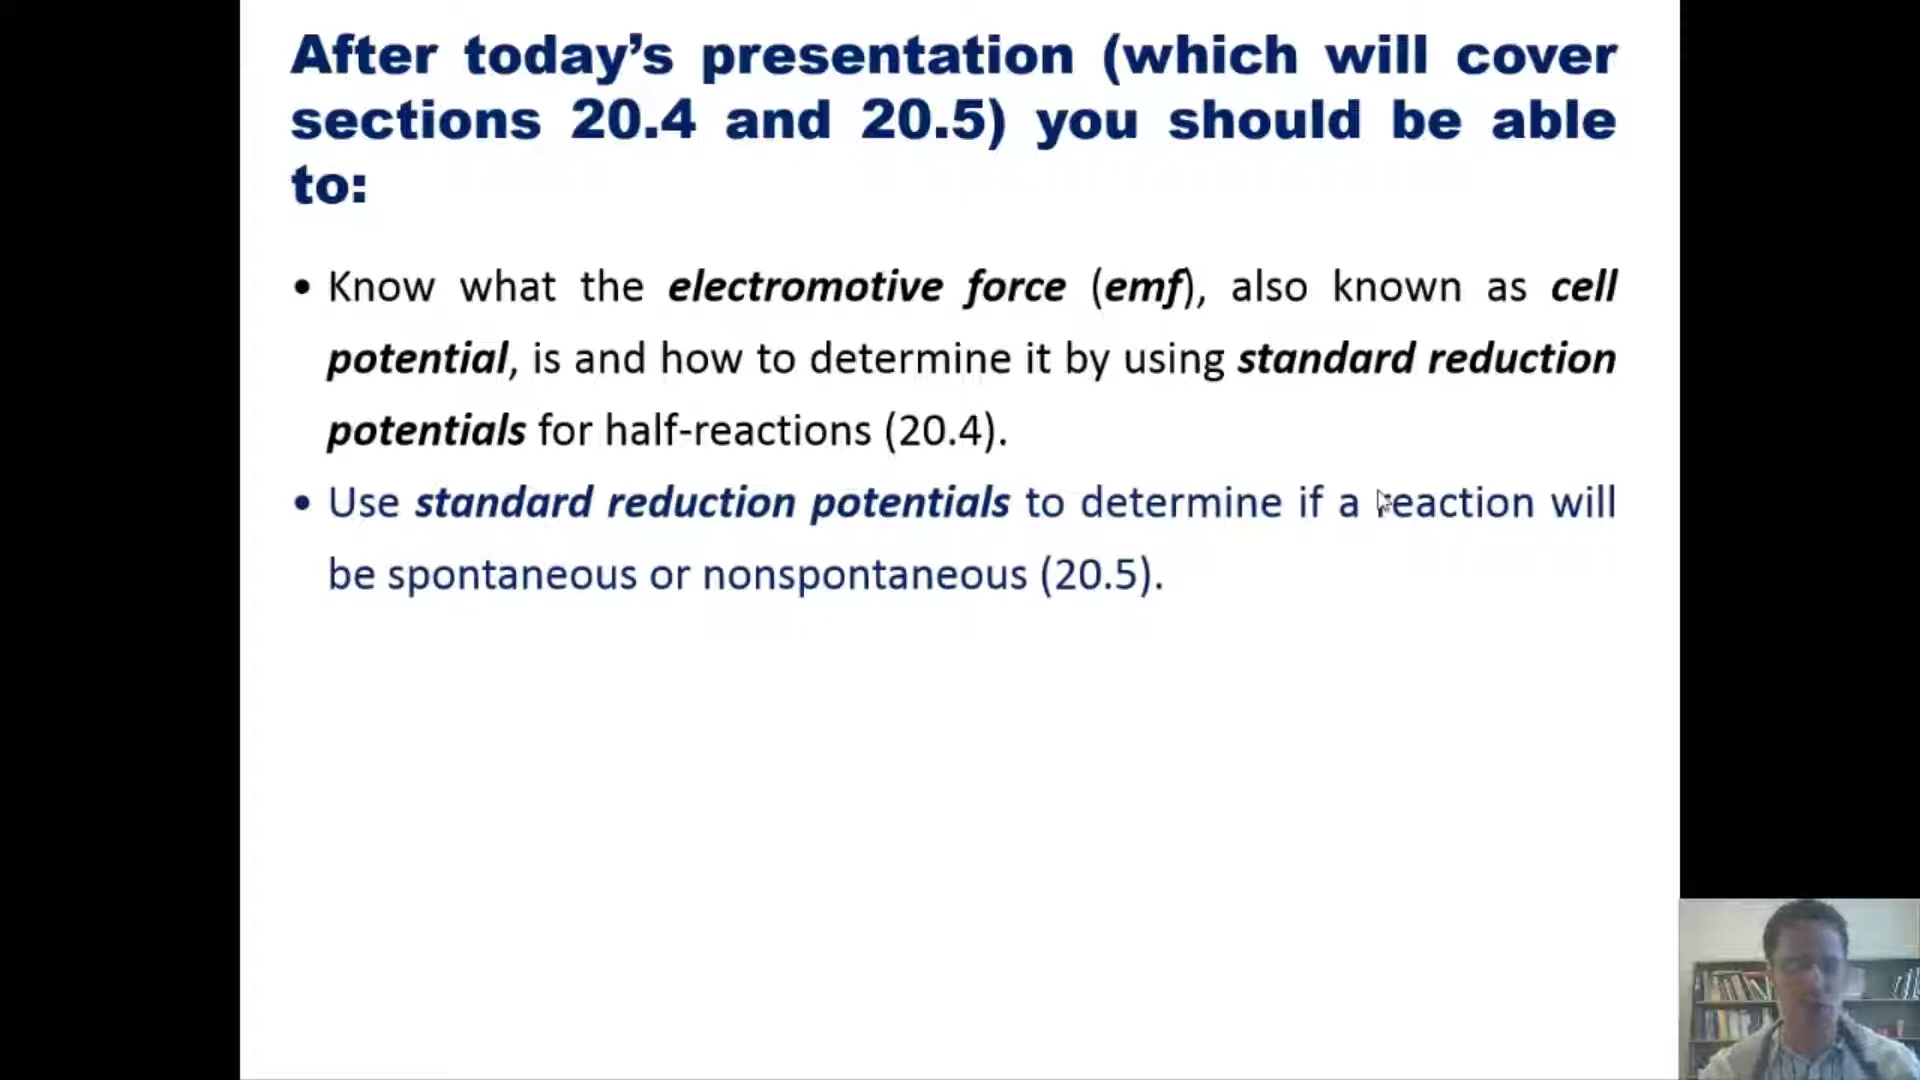 After today’s presentation (which will cover
sections 20.4 and 20.5) you should be able
to:
• Know what the electromotive force (emf), also known as cell
potential, is and how to determine it by using standard reduction
potentials for half-reactions (20.4).
• Use standard reduction potentials to determine if a reaction will
be spontaneous or nonspontaneous (20.5).